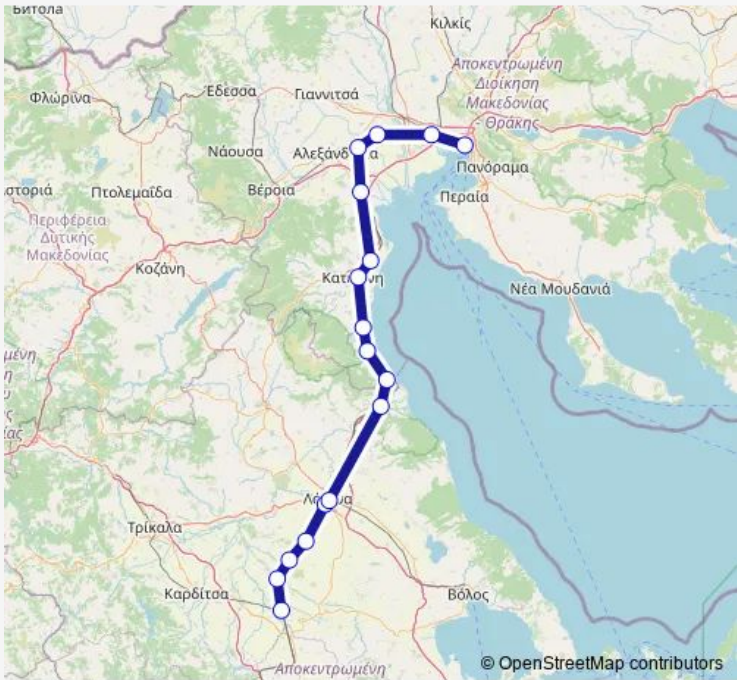 Битола
Κιλκίς
Αποκεντρωμένη
Διοίκηση
Μακεδονίας
- Θράκης
Φλώρινα
Έδεσσα
Γιαννιτσά
Νάουσα
Πανόραμα
Πτολεμαΐδα
Βέροια
Περαία
Περιφέρεια
Δυτικής
Μακεδονίας
Κοζάνη
Νέα Μουδανιά
Τρίκαλα
Καρδίτσα
Βόλος
Αποκεντρωμένη
© OpenStreetMap contributors